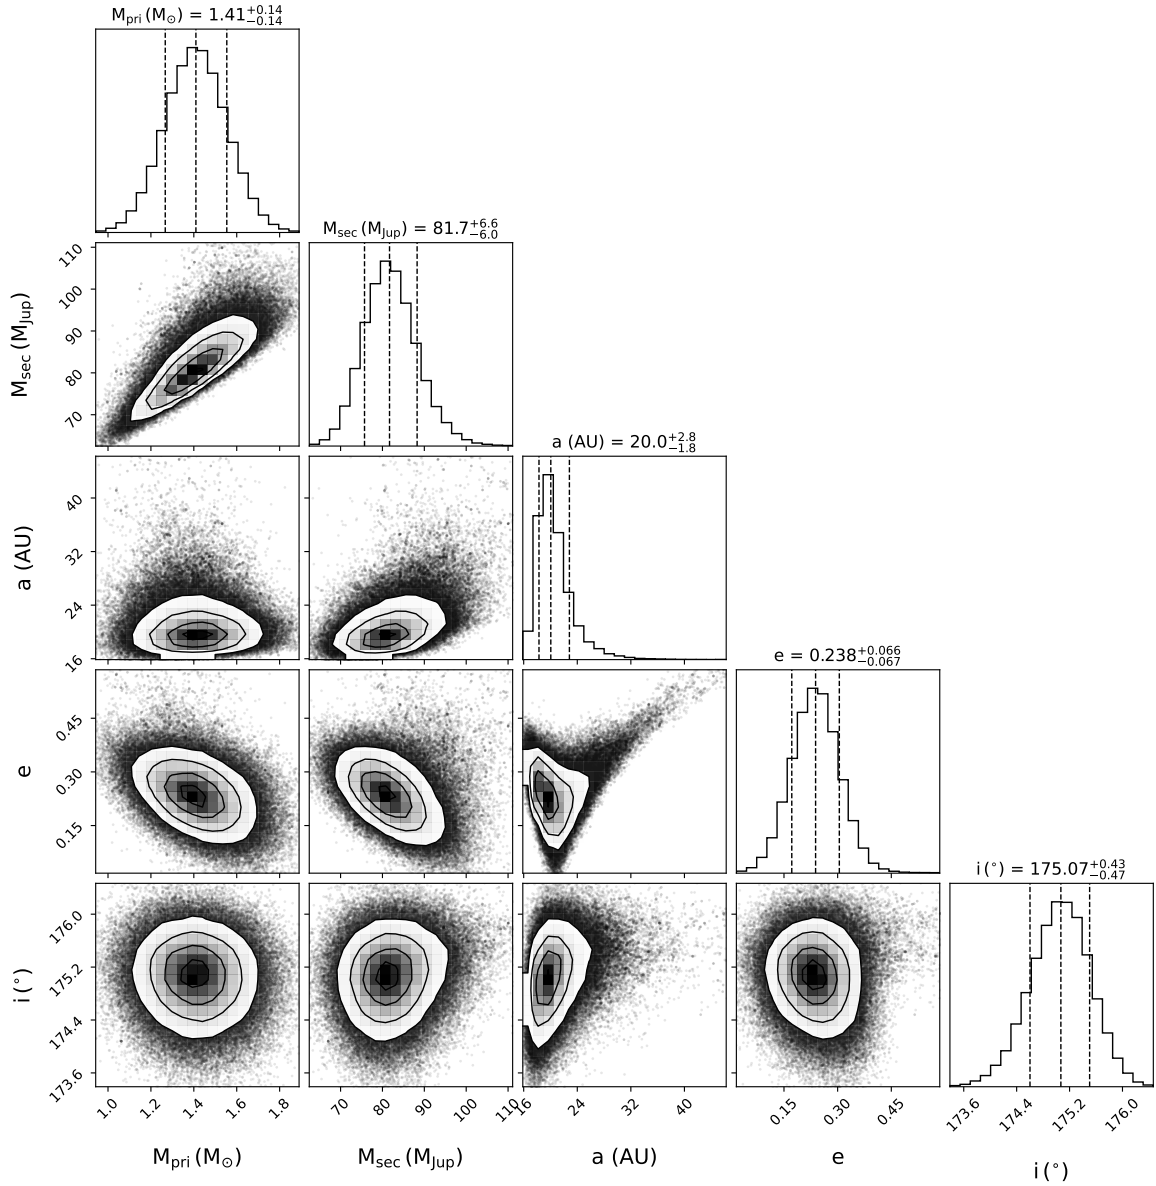 M_pri (M_⊙) = 1.41^{+0.14}_{-0.14}
M_sec (M_Jup) = 81.7^{+6.6}_{-6.0}
110
100
90
80
70
M_sec (M_Jup)
a (AU) = 20.0^{+2.8}_{-1.8}
40
32
24
16
a (AU)
e = 0.238^{+0.066}_{-0.067}
0.45
0.30
0.15
e
i (°) = 175.07^{+0.43}_{-0.47}
176.0
175.2
174.4
173.6
i (°)
1.0 1.2 1.4 1.6 1.8
70 80 90 100 110
16 24 32 40
0.15 0.30 0.45
173.6 174.4 175.2 176.0
M_pri (M_⊙)
M_sec (M_Jup)
a (AU)
e
i (°)